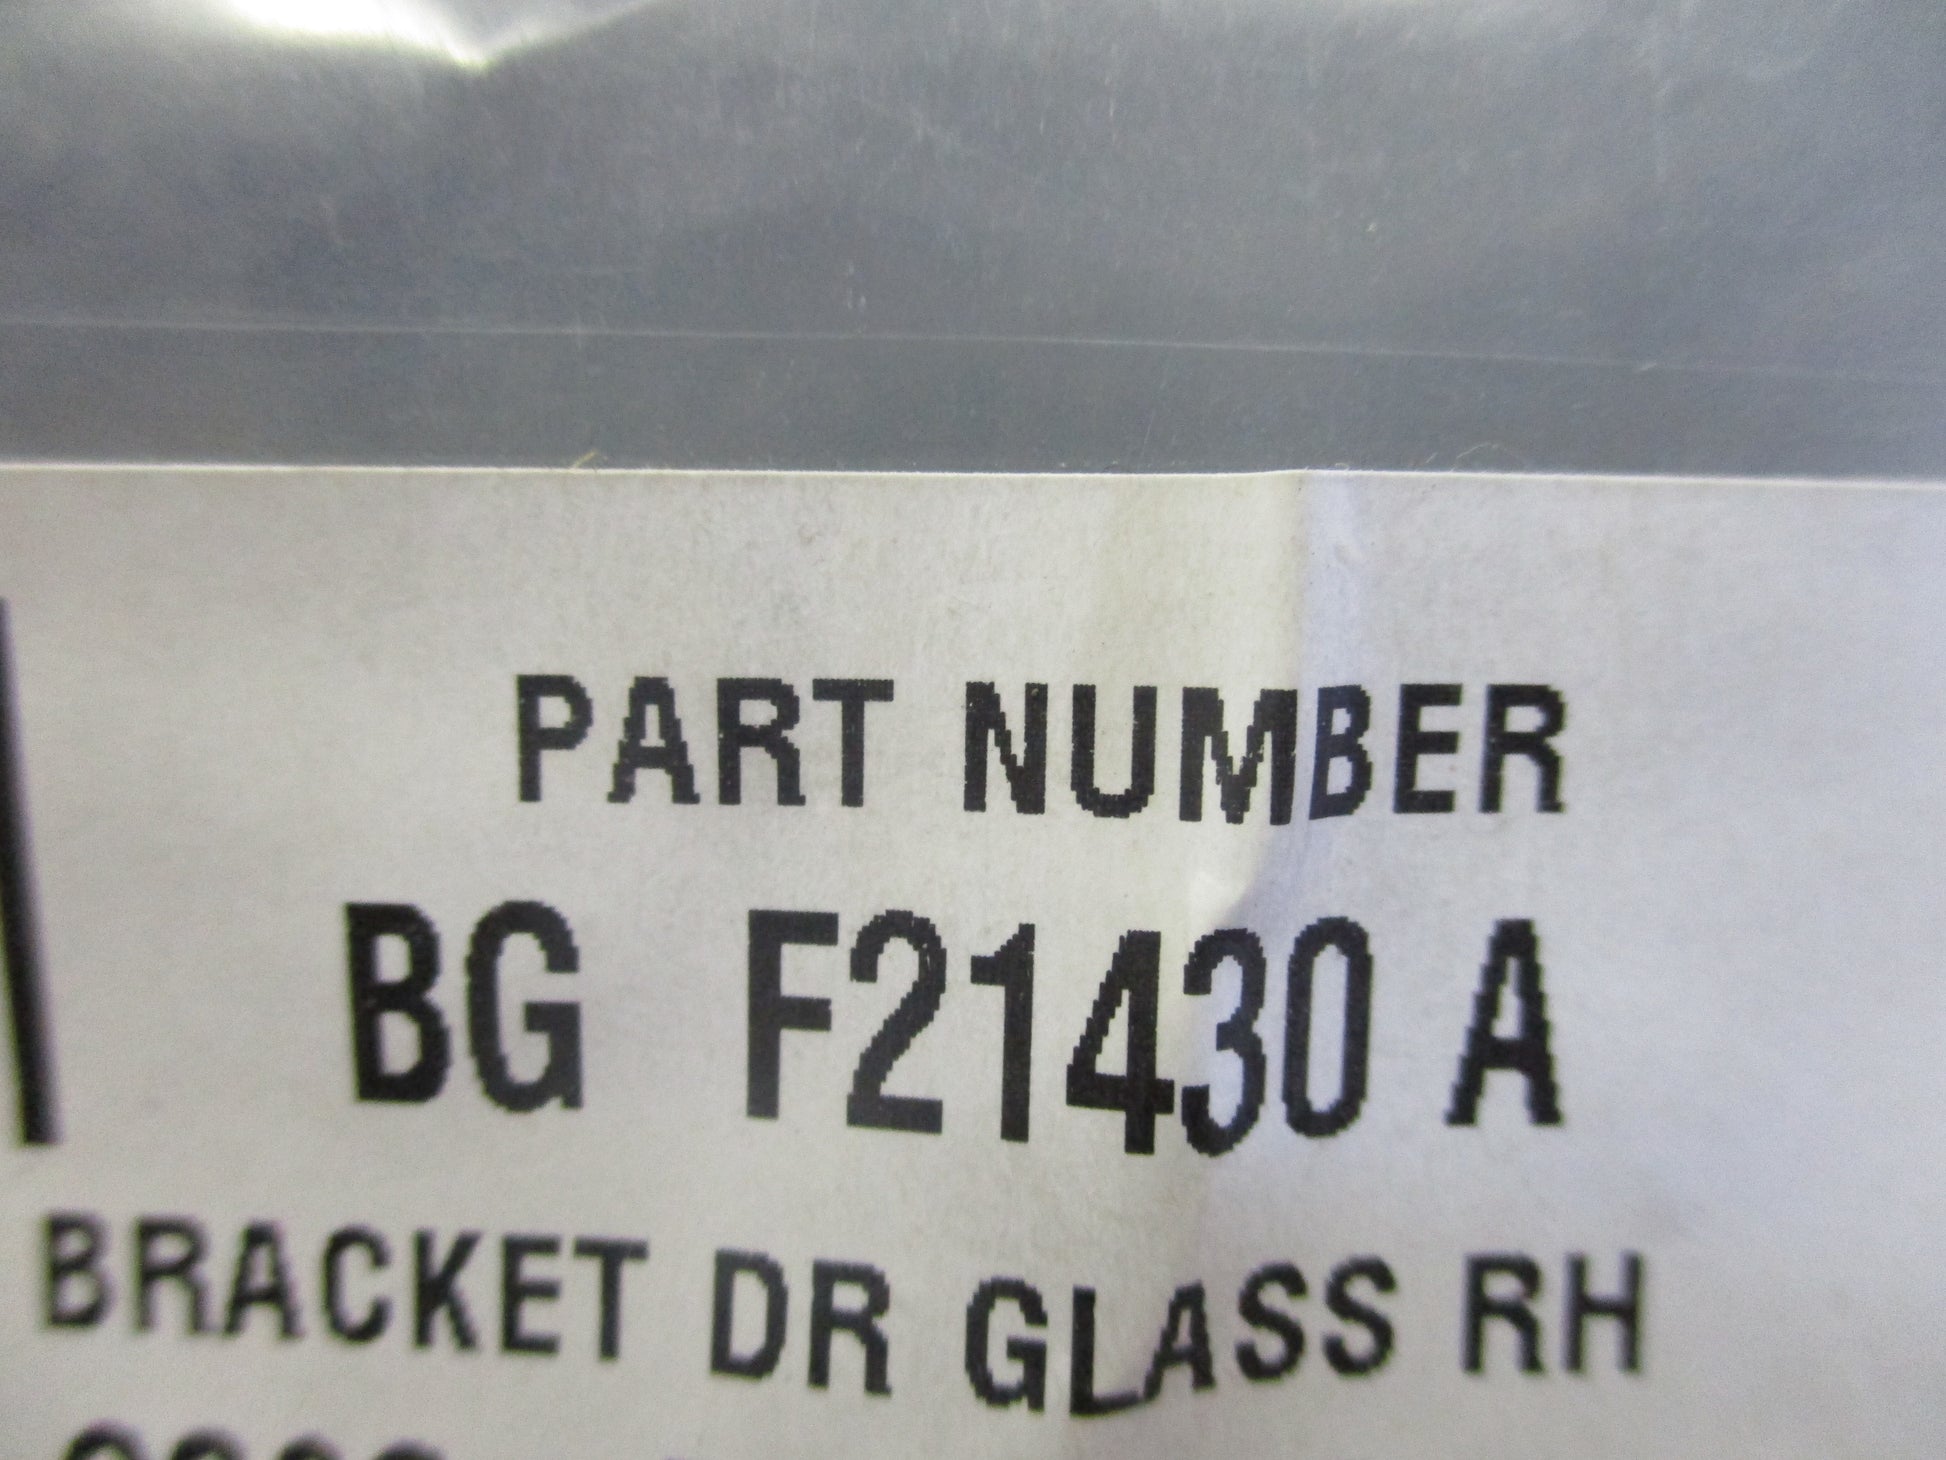 PART NUMBER
BG F21430 A
BRACKET DR GLASS RH